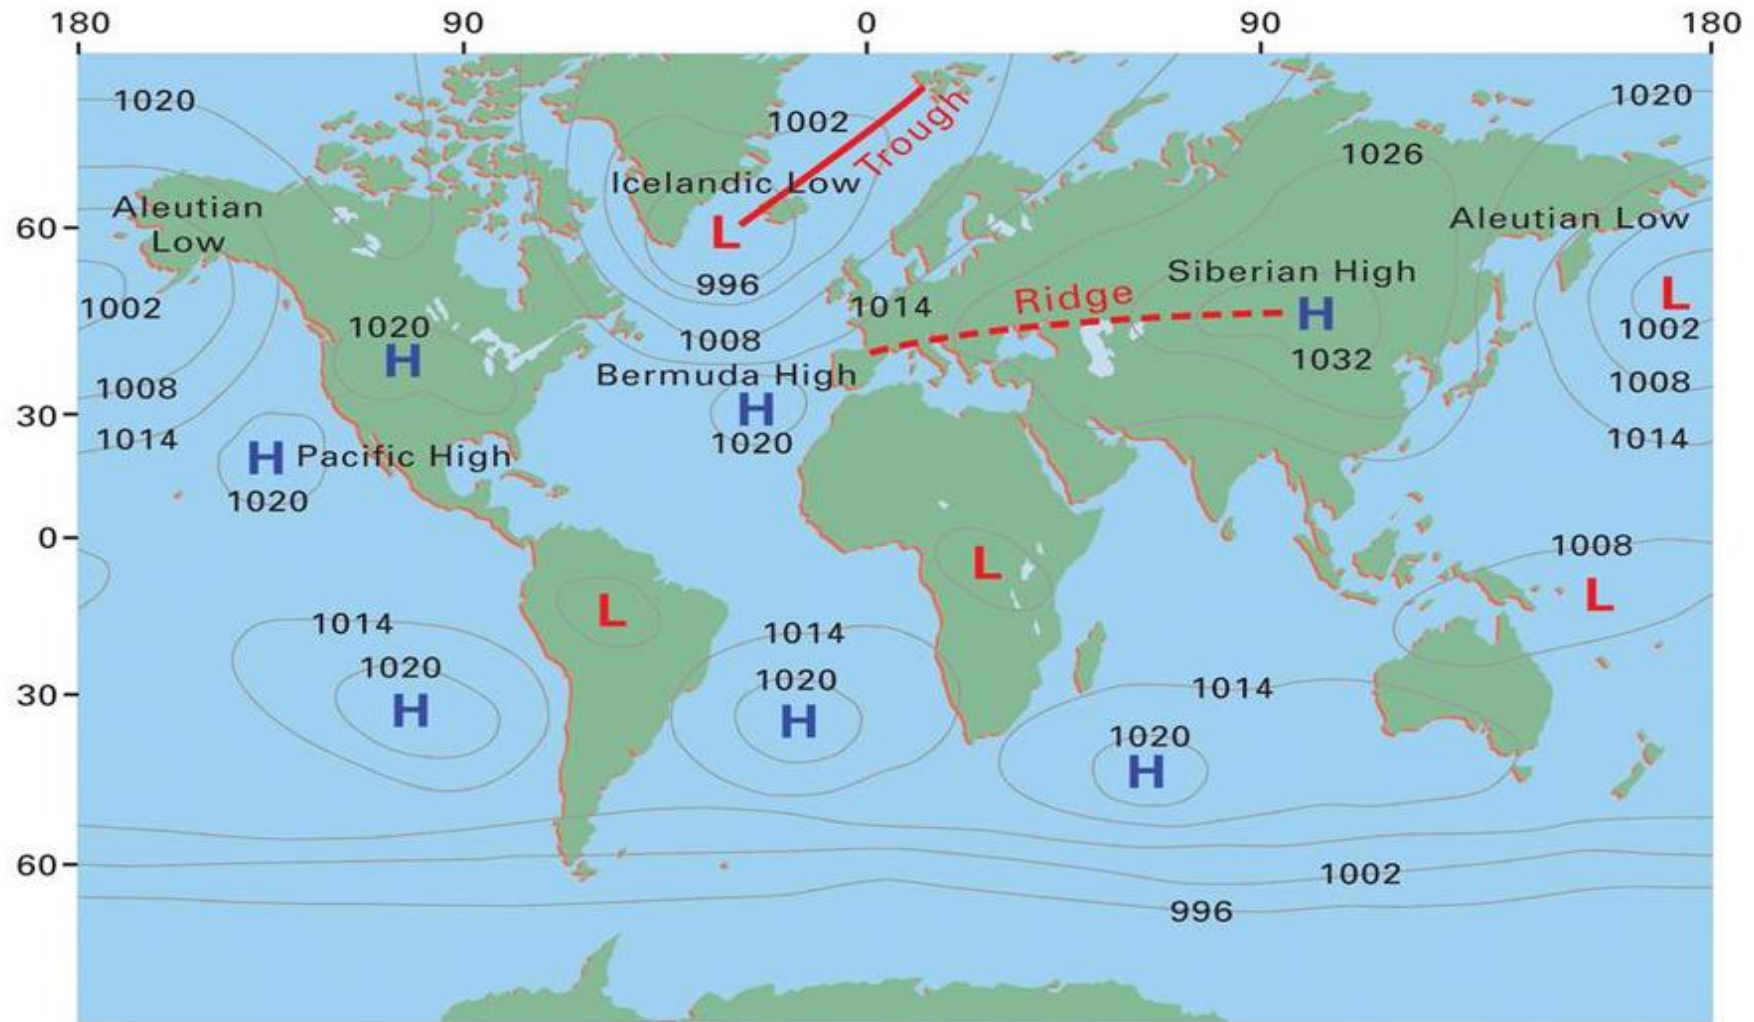 180 90 0 90 180
1020
1002
Trough
1020
1026
Icelandic Low
Aleutian
Low
60
L
Aleutian Low
996
Siberian High
1002
1014
Ridge
H
L
1002
1020
H
1008
1032
Bermuda High
1008
1008
30
H
1020
1014
1014
H Pacific High
1020
0
L
1008
L
L
1014
1014
1020
1020
1014
30
H
H
1020
H
60
1002
996